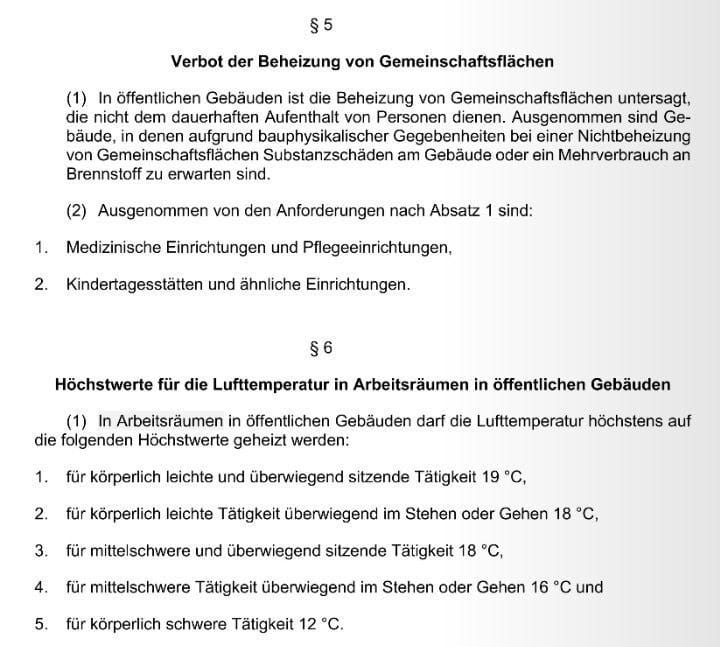 § 5
Verbot der Beheizung von Gemeinschaftsflächen
(1) In öffentlichen Gebäuden ist die Beheizung von Gemeinschaftsflächen untersagt,
die nicht dem dauerhaften Aufenthalt von Personen dienen. Ausgenommen sind Ge-
bäude, in denen aufgrund bauphysikalischer Gegebenheiten bei einer Nichtbeheizung
von Gemeinschaftsflächen Substanzschäden am Gebäude oder ein Mehrverbrauch an
Brennstoff zu erwarten sind.
(2) Ausgenommen von den Anforderungen nach Absatz 1 sind:
1. Medizinische Einrichtungen und Pflegeeinrichtungen,
2. Kindertagesstätten und ähnliche Einrichtungen.
§ 6
Höchstwerte für die Lufttemperatur in Arbeitsräumen in öffentlichen Gebäuden
(1) In Arbeitsräumen in öffentlichen Gebäuden darf die Lufttemperatur höchstens auf
die folgenden Höchstwerte geheizt werden:
1. für körperlich leichte und überwiegend sitzende Tätigkeit 19 °C,
2. für körperlich leichte Tätigkeit überwiegend im Stehen oder Gehen 18 °C,
3. für mittelschwere und überwiegend sitzende Tätigkeit 18 °C,
4. für mittelschwere Tätigkeit überwiegend im Stehen oder Gehen 16 °C und
5. für körperlich schwere Tätigkeit 12 °C.